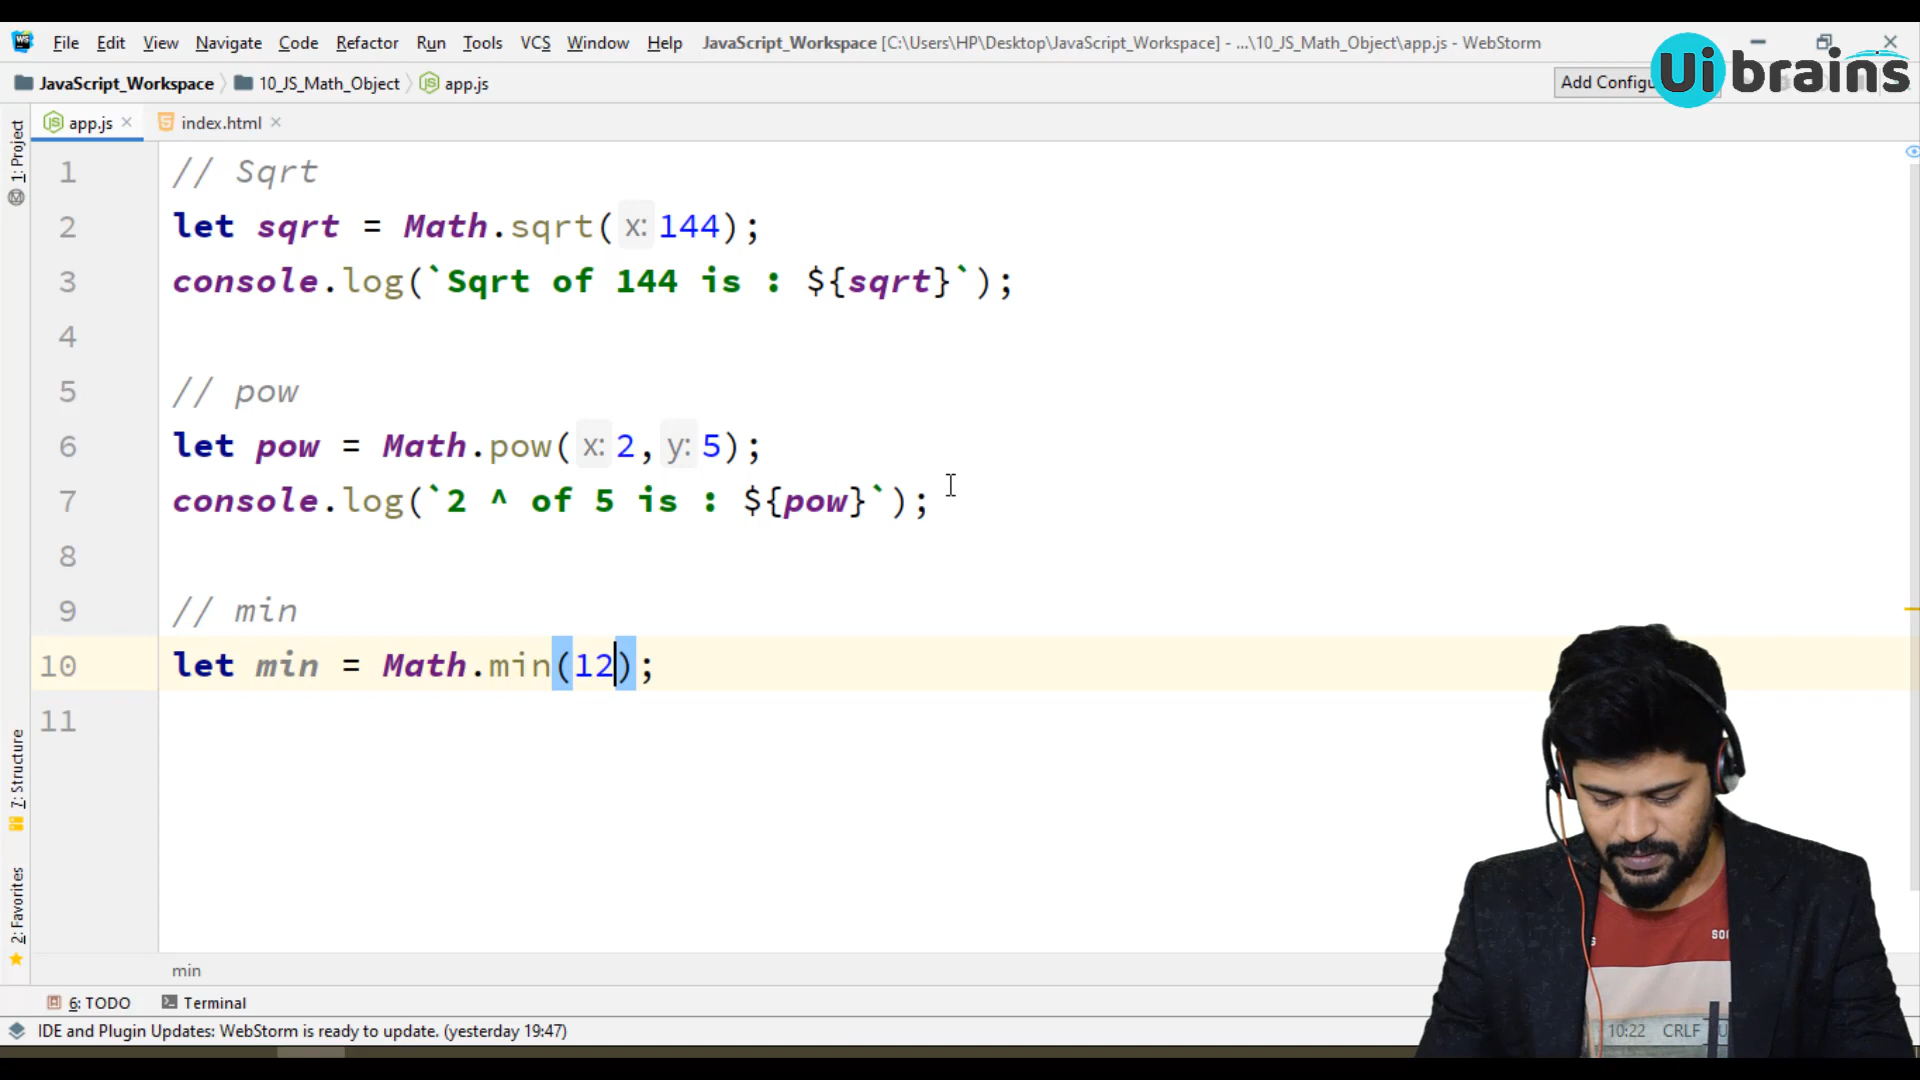 File Edit View Navigate Code Refactor Run Tools VCS Window Help JavaScript_Workspace [C:\Users\HP\Desktop\JavaScript_Workspace] - ...\10_JS_Math_Object\app.js - WebStorm
JavaScript_Workspace 10_JS_Math_Object app.js Add Configu
Ui brains
app.js index.html
1: Project
1 // Sqrt
2 let sqrt = Math.sqrt( x: 144);
3 console.log(`Sqrt of 144 is : ${sqrt}`);
4
5 // pow
6 let pow = Math.pow( x: 2, y: 5);
7 console.log(`2 ^ of 5 is : ${pow}`);
8
9 // min
10 let min = Math.min(12);
11
7: Structure
2: Favorites
min
6: TODO Terminal
IDE and Plugin Updates: WebStorm is ready to update. (yesterday 19:47) 10:22 CRLF